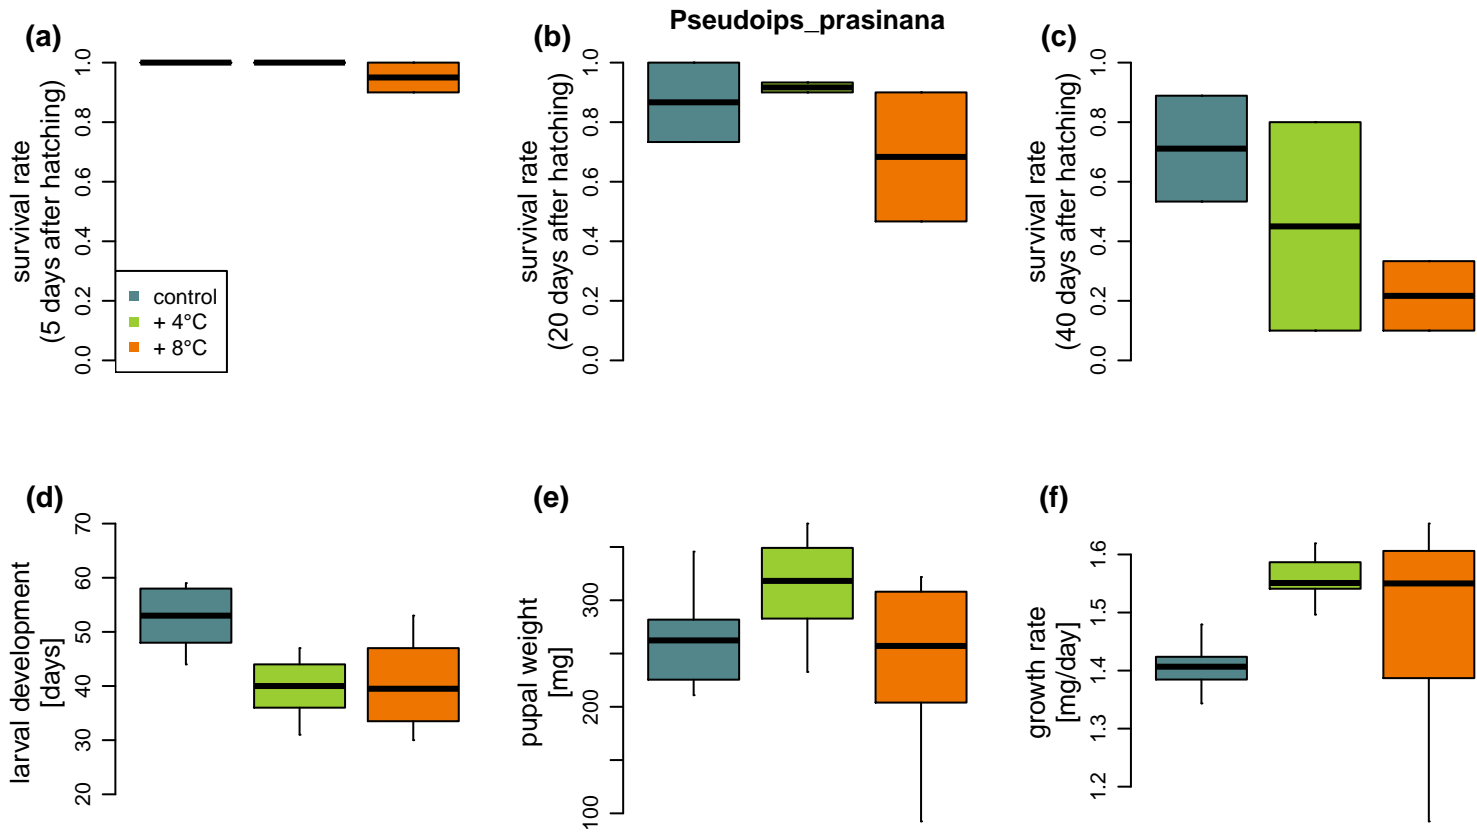 Pseudoips_prasinana
(a)
survival rate
(5 days after hatching)
0.0 0.2 0.4 0.6 0.8 1.0
control
+ 4°C
+ 8°C
(b)
survival rate
(20 days after hatching)
0.0 0.2 0.4 0.6 0.8 1.0
(c)
survival rate
(40 days after hatching)
0.0 0.2 0.4 0.6 0.8 1.0
(d)
larval development
[days]
20 30 40 50 60 70
(e)
pupal weight
[mg]
100 200 300
(f)
growth rate
[mg/day]
1.2 1.3 1.4 1.5 1.6